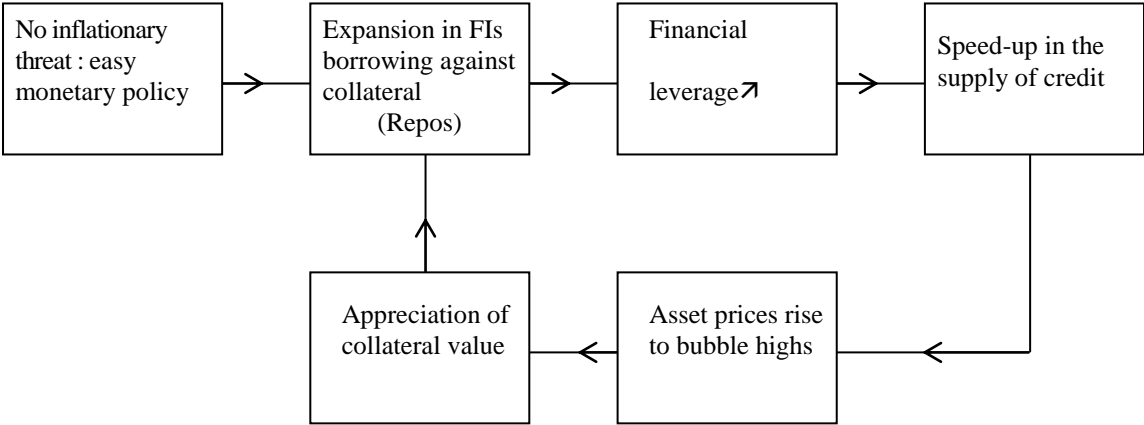 No inflationary
threat : easy
monetary policy
Expansion in FIs
borrowing against
collateral
(Repos)
Financial
leverage↗
Speed-up in the
supply of credit
Appreciation of
collateral value
Asset prices rise
to bubble highs